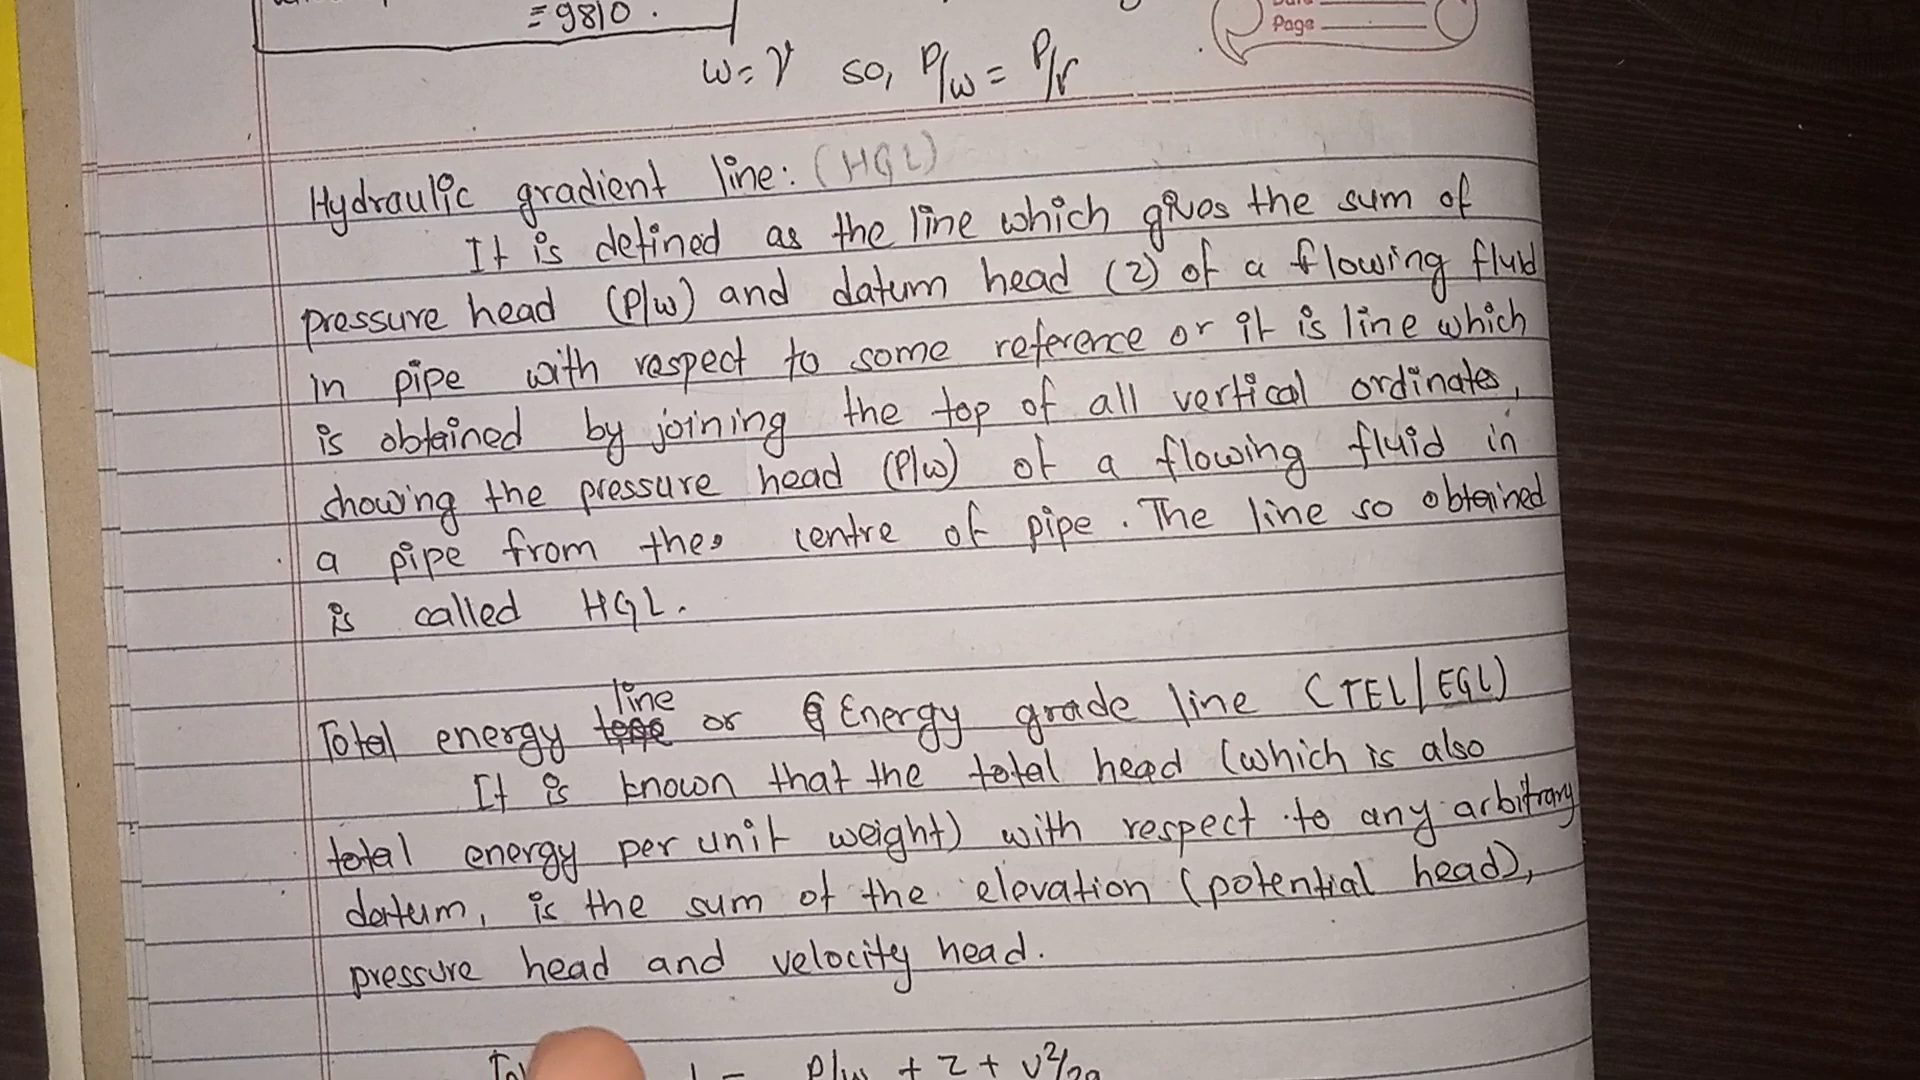 = 9810.
Page
w = γ so, P/w = P/r
Hydraulic gradient line: (HGL)
It is defined as the line which gives the sum of
pressure head (P/w) and datum head (z) of a flowing fluid
in pipe with respect to some reference or it is line which
is obtained by joining the top of all vertical ordinates,
showing the pressure head (P/w) of a flowing fluid in
a pipe from the centre of pipe. The line so obtained
is called HGL.
line
Total energy or Energy grade line (TEL/EGL)
It is known that the total head (which is also
total energy per unit weight) with respect to any arbitrary
datum, is the sum of the elevation (potential head),
pressure head and velocity head.
= P/w + z + v²/2g